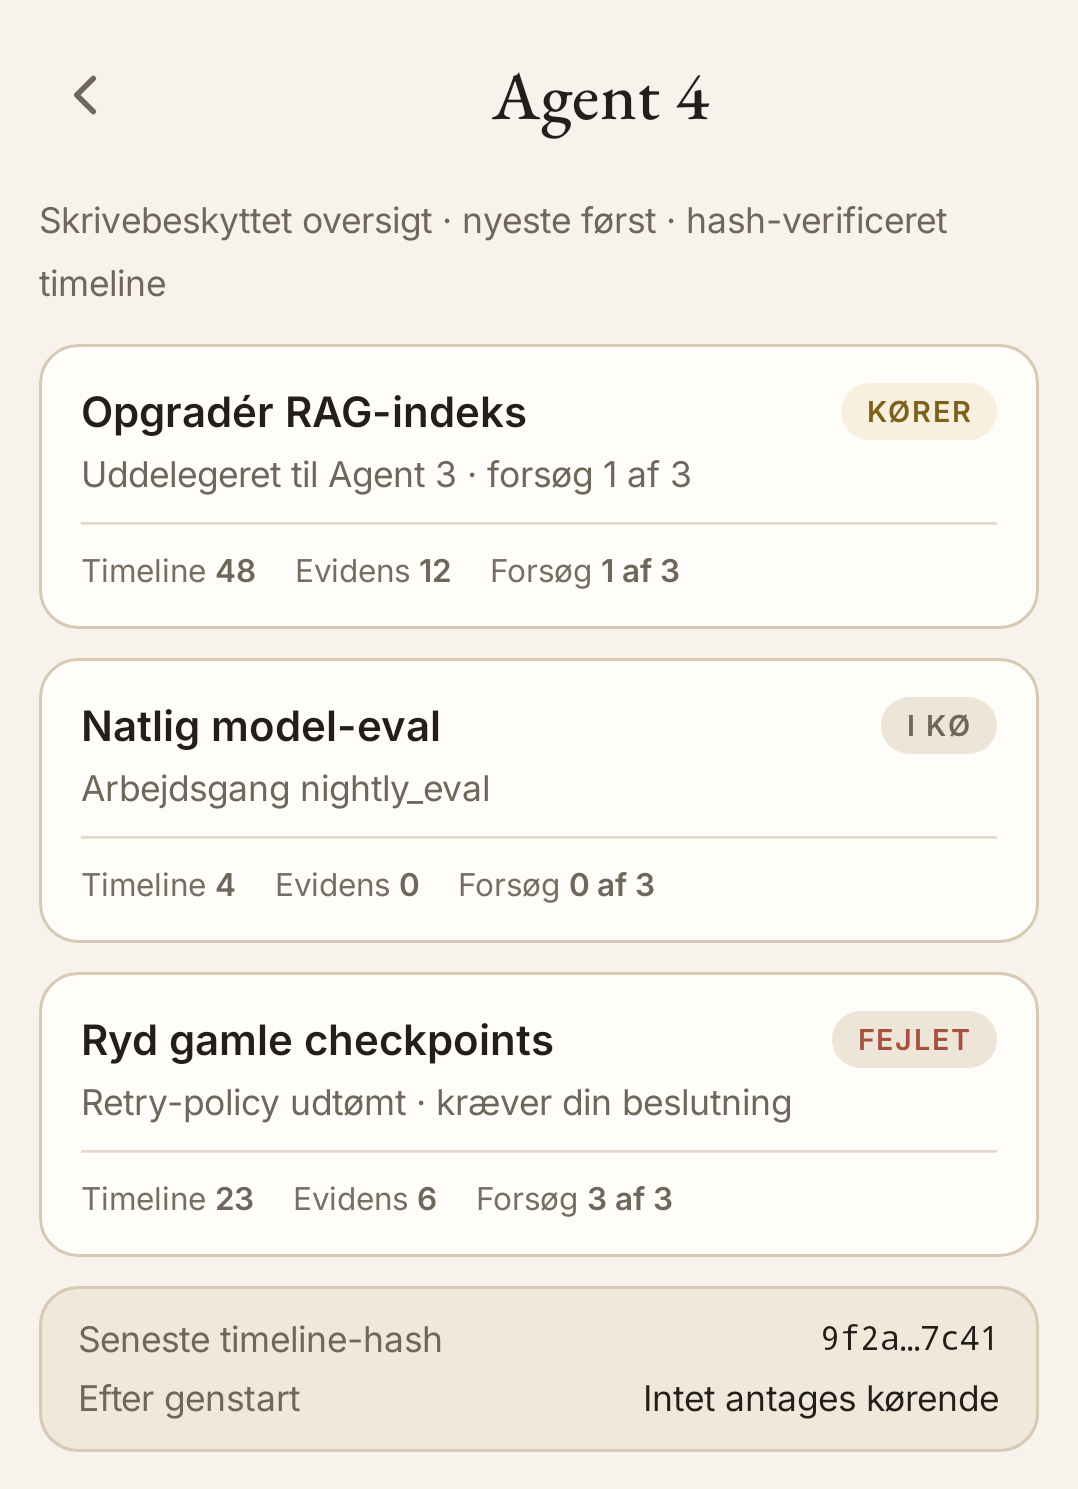 Agent 4
Skrivebeskyttet oversigt · nyeste først · hash-verificeret
timeline
Opgradér RAG-indeks
KØRER
Uddelegeret til Agent 3 · forsøg 1 af 3
Timeline 48 Evidens 12 Forsøg 1 af 3
Natlig model-eval
I KØ
Arbejdsgang nightly_eval
Timeline 4 Evidens 0 Forsøg 0 af 3
Ryd gamle checkpoints
FEJLET
Retry-policy udtømt · kræver din beslutning
Timeline 23 Evidens 6 Forsøg 3 af 3
Seneste timeline-hash 9f2a…7c41
Efter genstart Intet antages kørende